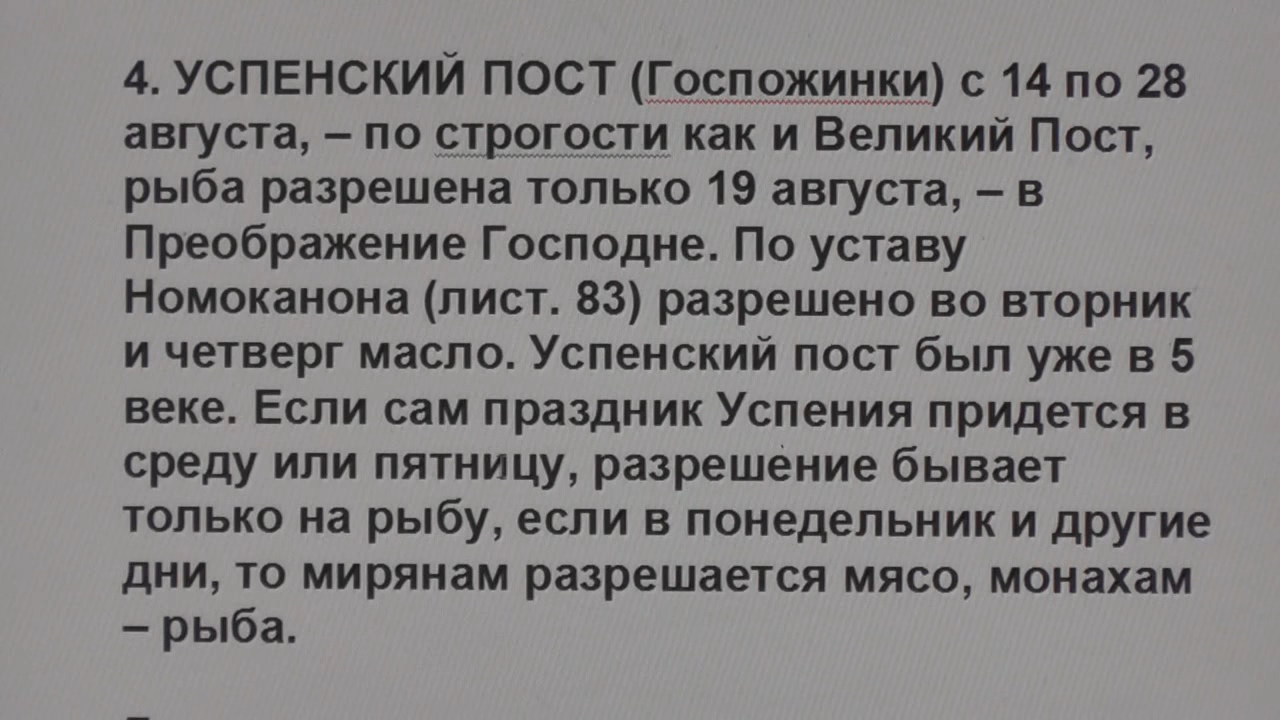 4. УСПЕНСКИЙ ПОСТ (Госпожинки) с 14 по 28
августа, – по строгости как и Великий Пост,
рыба разрешена только 19 августа, – в
Преображение Господне. По уставу
Номоканона (лист. 83) разрешено во вторник
и четверг масло. Успенский пост был уже в 5
веке. Если сам праздник Успения придется в
среду или пятницу, разрешение бывает
только на рыбу, если в понедельник и другие
дни, то мирянам разрешается мясо, монахам
– рыба.